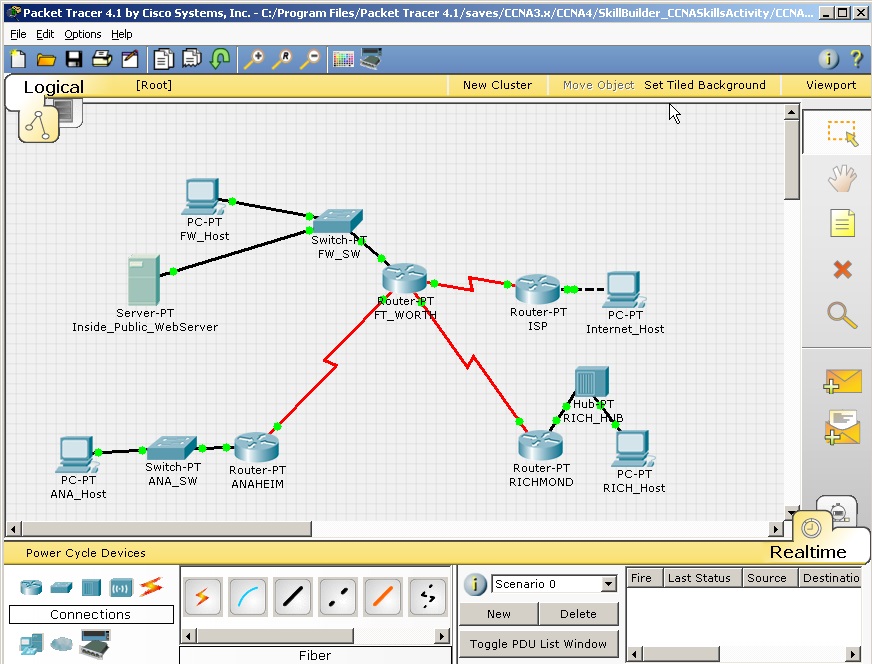 Packet Tracer 4.1 by Cisco Systems, Inc. - C:/Program Files/Packet Tracer 4.1/saves/CCNA3.x/CCNA4/SkillBuilder_CCNASkillsActivity/CCNA...
File Edit Options Help
Logical [Root] New Cluster Move Object Set Tiled Background Viewport
PC-PT
FW_Host
Switch-PT
FW_SW
Server-PT
Inside_Public_WebServer
Router-PT
FT_WORTH
Router-PT
ISP
PC-PT
Internet_Host
Hub-PT
RICH_HUB
PC-PT
ANA_Host
Switch-PT
ANA_SW
Router-PT
ANAHEIM
Router-PT
RICHMOND
PC-PT
RICH_Host
Power Cycle Devices Realtime
Connections
Fiber
i Scenario 0
New Delete
Toggle PDU List Window
Fire Last Status Source Destinatio